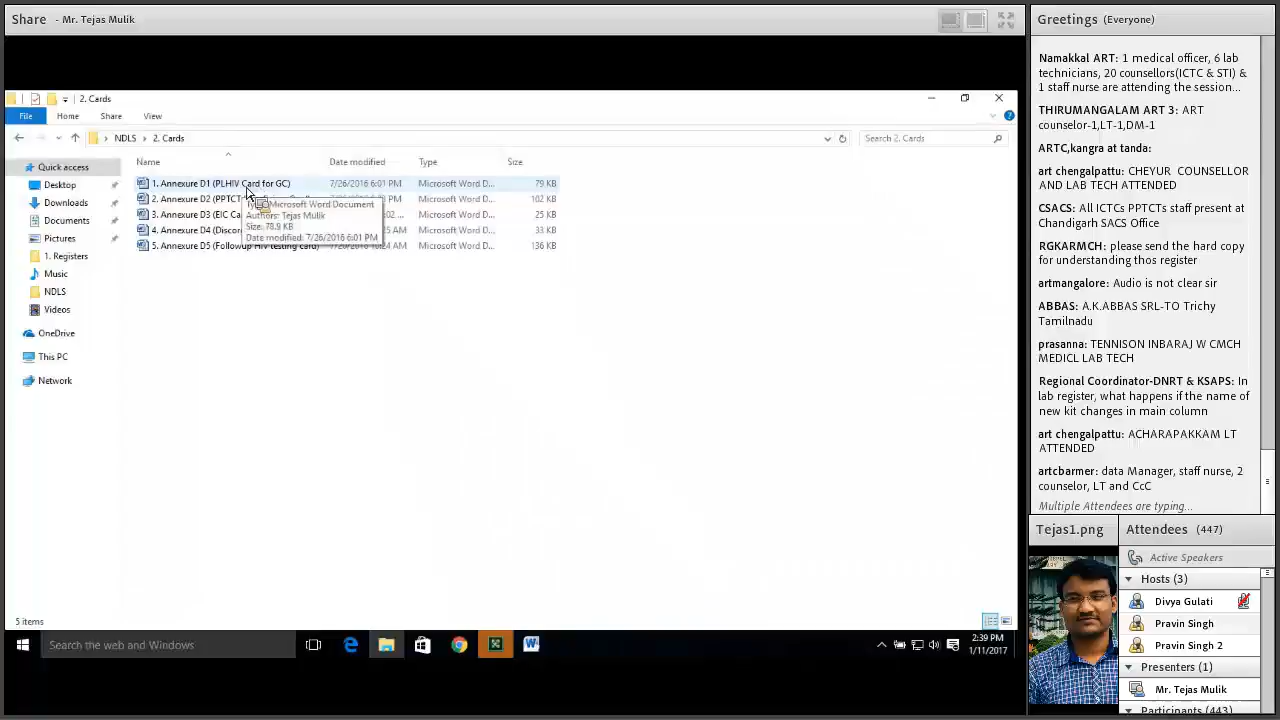 Share - Mr. Tejas Mulik
2. Cards
File Home Share View
NDLS 2. Cards
Search 2. Cards
Name Date modified Type Size
1. Annexure D1 (PLHIV Card for GC) 7/26/2016 6:01 PM Microsoft Word D... 79 KB
2. Annexure D2 (PPTCT PM Microsoft Word D... 102 KB
3. Annexure D3 (EIC Ca Microsoft Word D... 25 KB
4. Annexure D4 (Discor AM Microsoft Word D... 33 KB
5. Annexure D5 (Followup HIV testing card) AM Microsoft Word D... 136 KB
Microsoft Word Document
Authors: Tejas Mulik
Size: 78.9 KB
Date modified: 7/26/2016 6:01 PM
Quick access
Desktop
Downloads
Documents
Pictures
1. Registers
Music
NDLS
Videos
OneDrive
This PC
Network
5 items
Search the web and Windows
2:39 PM
1/11/2017
Greetings (Everyone)
Namakkal ART: 1 medical officer, 6 lab
technicians, 20 counsellors(ICTC & STI) &
1 staff nurse are attending the session...
THIRUMANGALAM ART 3: ART
counselor-1,LT-1,DM-1
ARTC,kangra at tanda:
art chengalpattu: CHEYUR COUNSELLOR
AND LAB TECH ATTENDED
CSACS: All ICTCs PPTCTs staff present at
Chandigarh SACS Office
RGKARMCH: please send the hard copy
for understanding thos register
artmangalore: Audio is not clear sir
ABBAS: A.K.ABBAS SRL-TO Trichy
Tamilnadu
prasanna: TENNISON INBARAJ W CMCH
MEDICL LAB TECH
Regional Coordinator-DNRT & KSAPS: In
lab register, what happens if the name of
new kit changes in main column
art chengalpattu: ACHARAPAKKAM LT
ATTENDED
artcbarmer: data Manager, staff nurse, 2
counselor, LT and CcC
Multiple Attendees are typing...
Tejas1.png
Attendees (447)
Active Speakers
Hosts (3)
Divya Gulati
Pravin Singh
Pravin Singh 2
Presenters (1)
Mr. Tejas Mulik
Participants (443)